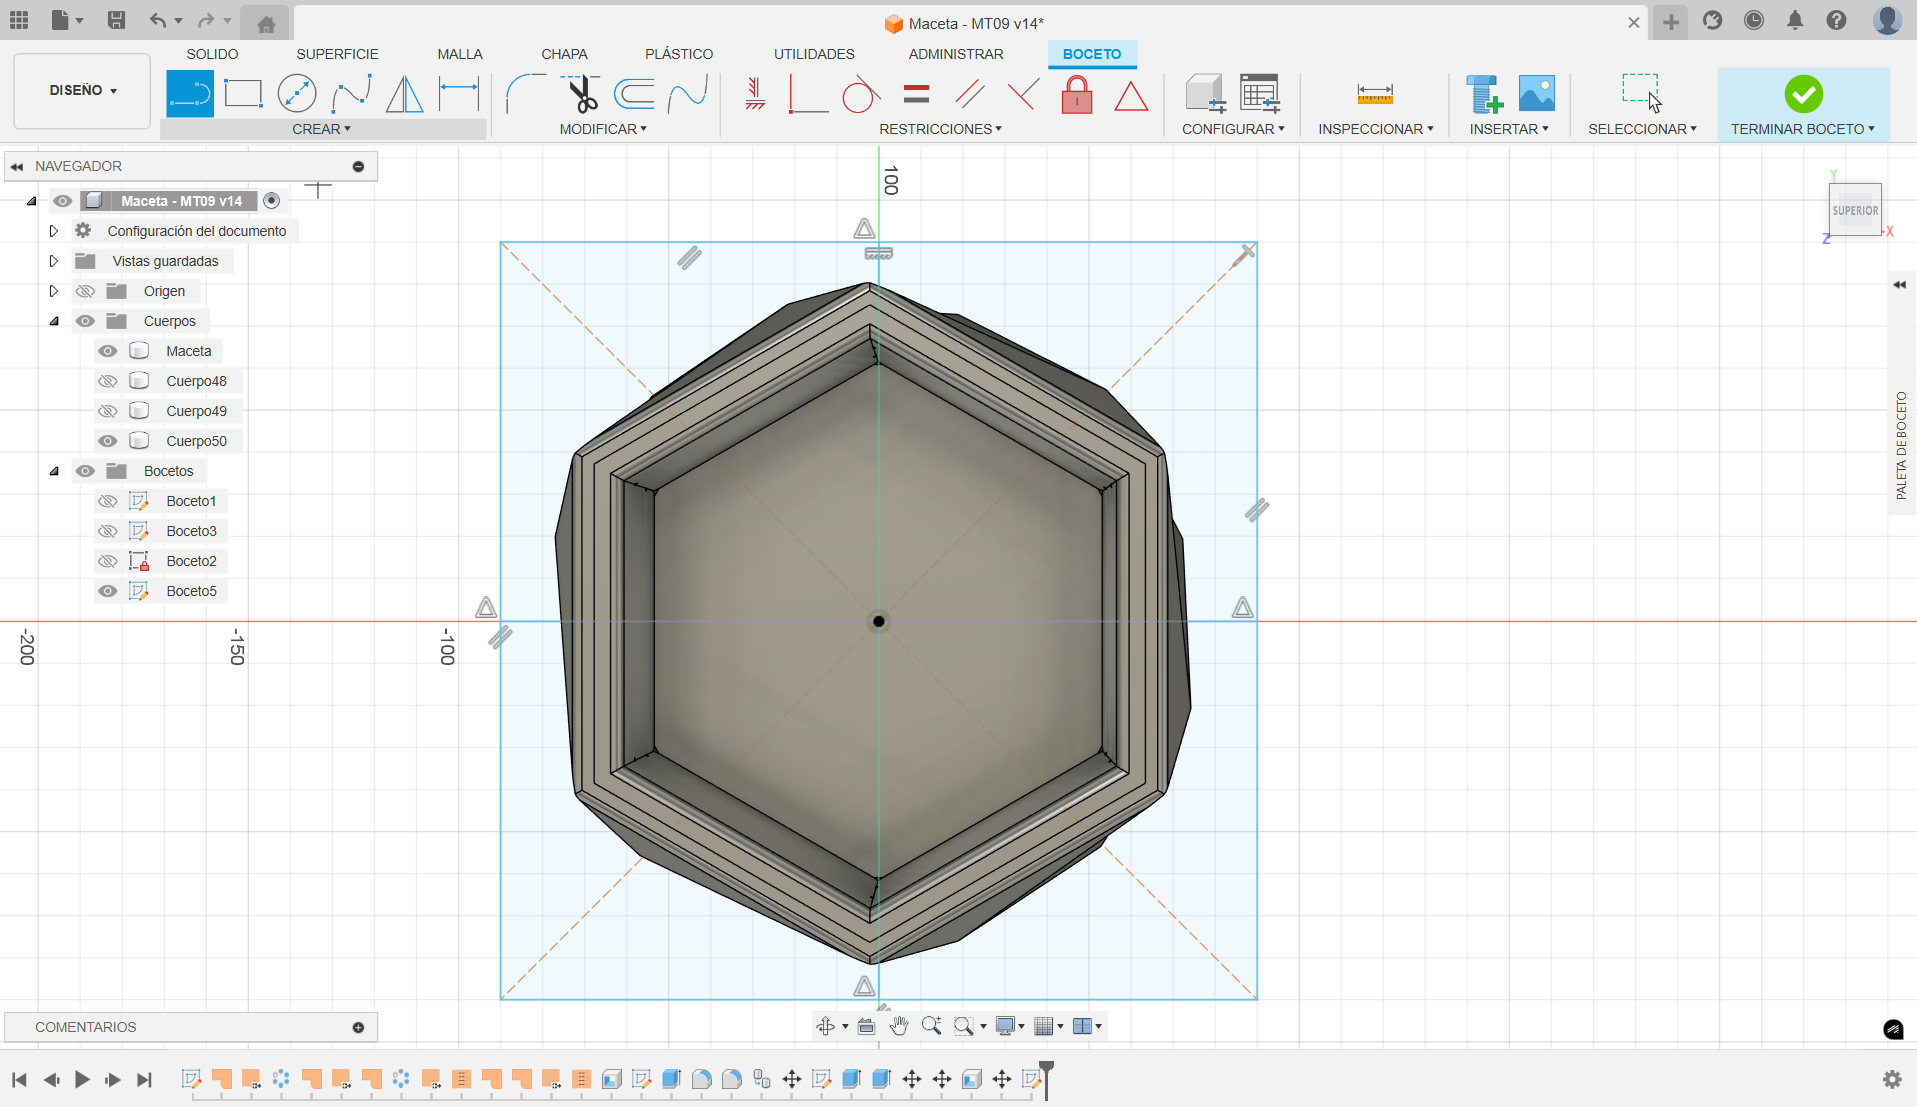 Maceta - MT09 v14*
SOLIDO SUPERFICIE MALLA CHAPA PLÁSTICO UTILIDADES ADMINISTRAR BOCETO
DISEÑO
CREAR MODIFICAR RESTRICCIONES CONFIGURAR INSPECCIONAR INSERTAR SELECCIONAR TERMINAR BOCETO
NAVEGADOR
Maceta - MT09 v14
Configuración del documento
Vistas guardadas
Origen
Cuerpos
Maceta
Cuerpo48
Cuerpo49
Cuerpo50
Bocetos
Boceto1
Boceto3
Boceto2
Boceto5
100
-200
-150
-100
Y
SUPERIOR
X
Z
PALETA DE BOCETO
COMENTARIOS